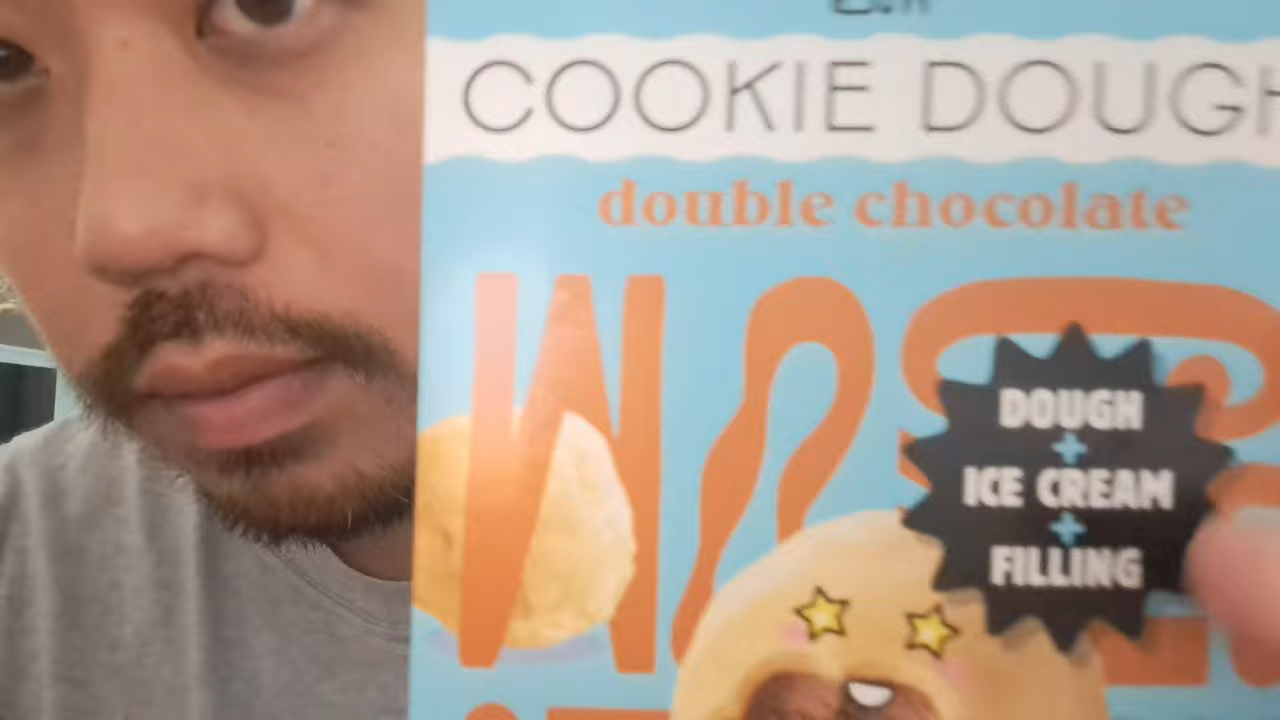 COOKIE DOUGH
double chocolate
DOUGH
+
ICE CREAM
+
FILLING